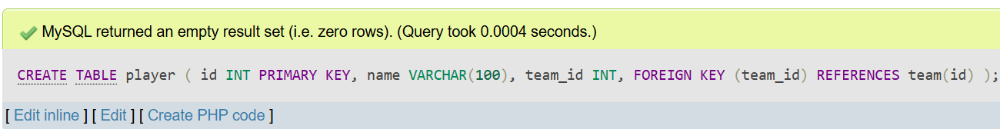 MySQL returned an empty result set (i.e. zero rows). (Query took 0.0004 seconds.)
CREATE TABLE player ( id INT PRIMARY KEY, name VARCHAR(100), team_id INT, FOREIGN KEY (team_id) REFERENCES team(id) );
[ Edit inline ] [ Edit ] [ Create PHP code ]